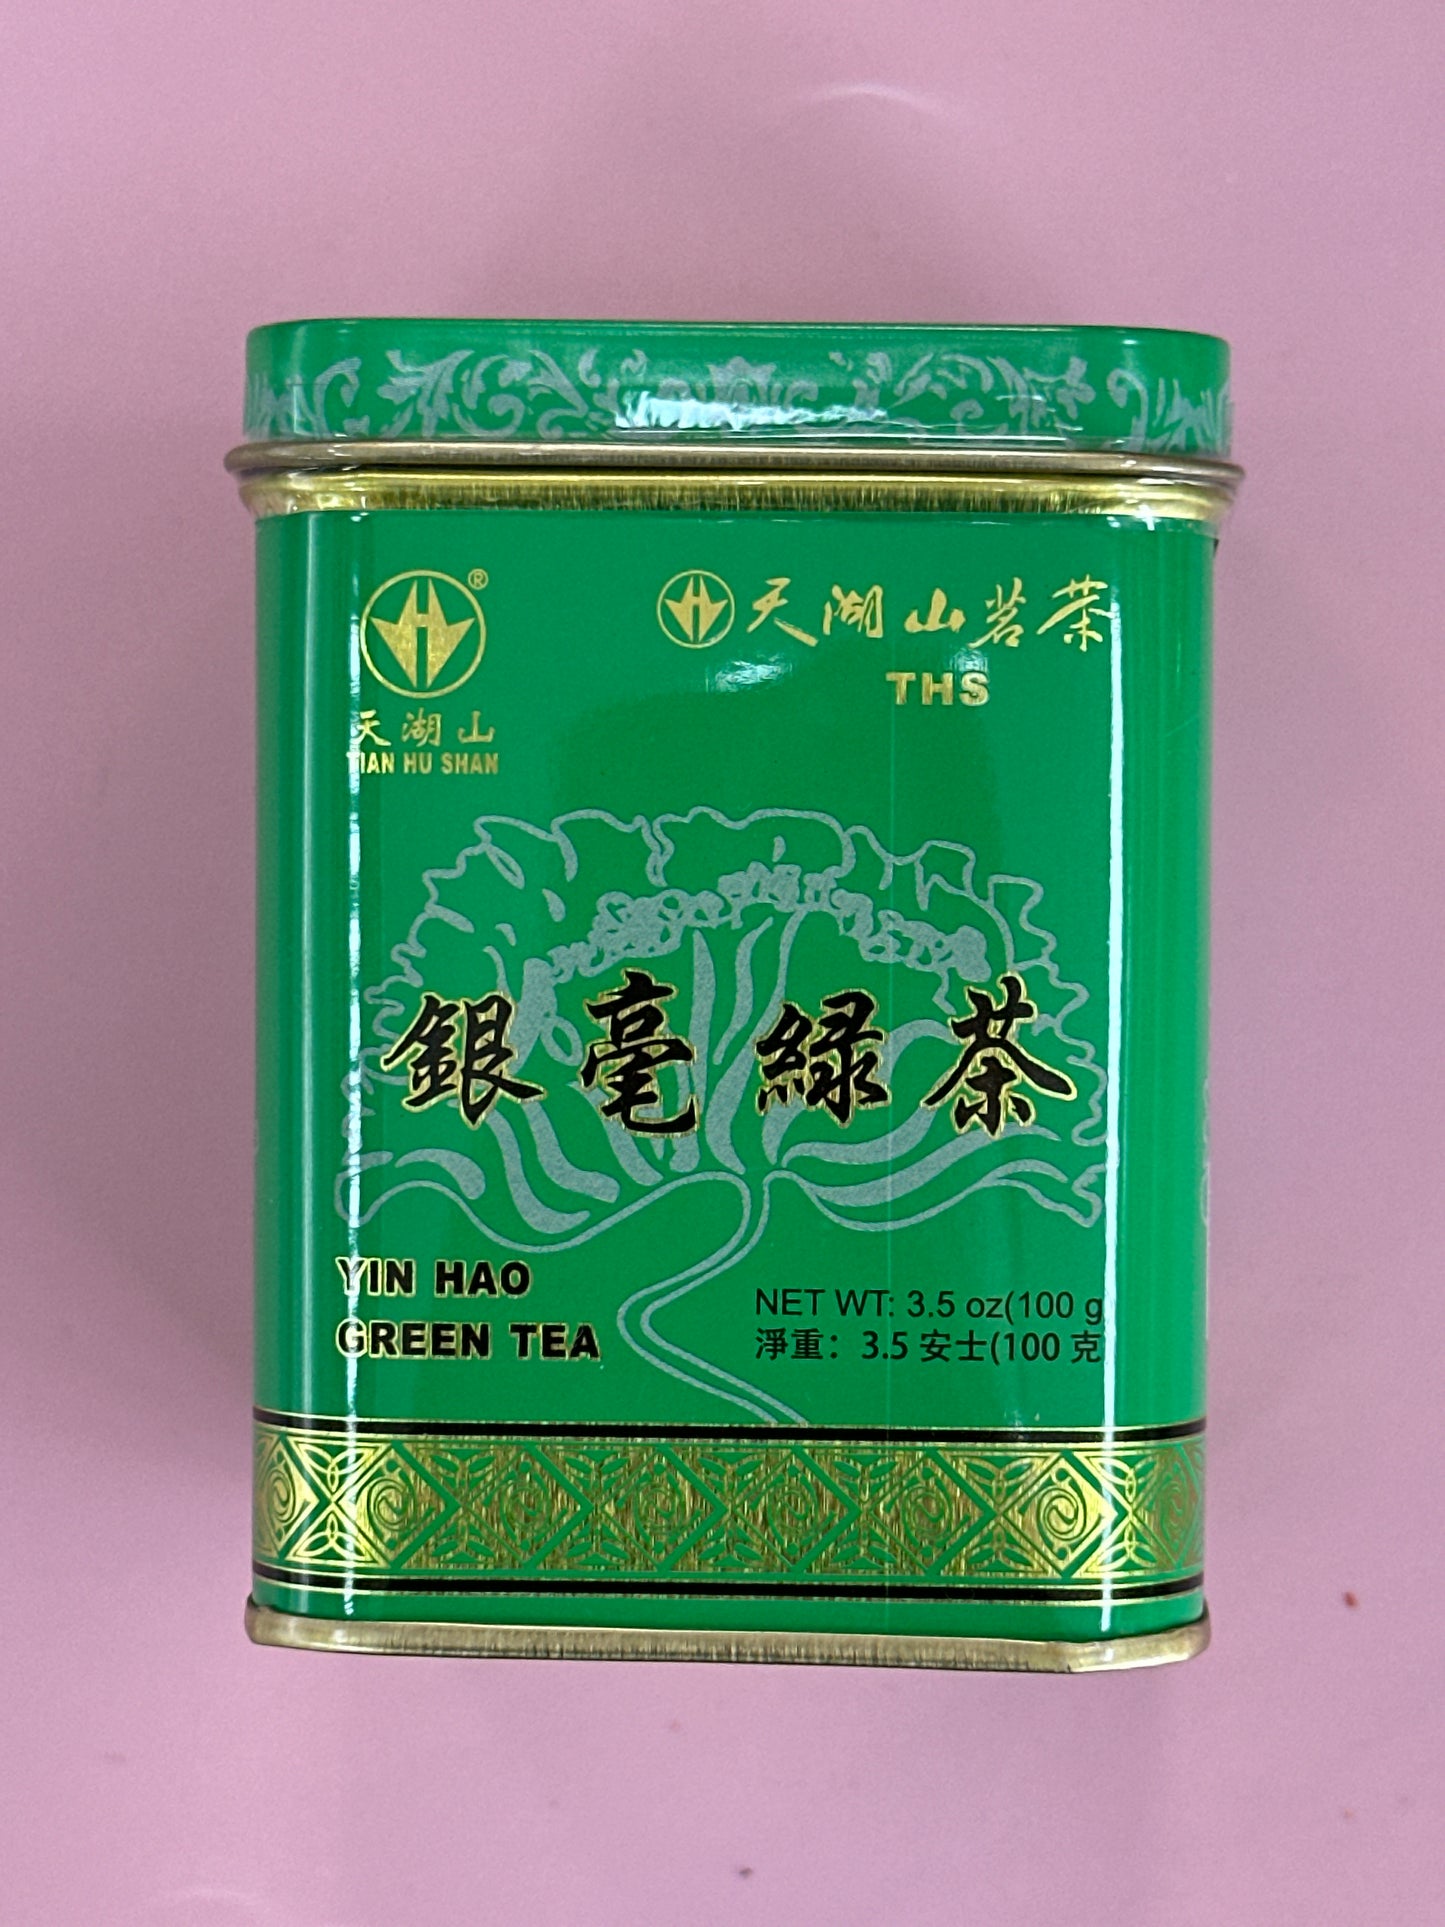 ®
天湖山
TIAN HU SHAN
天湖山茗茶
THS
銀毫緑茶
YIN HAO
GREEN TEA
NET WT: 3.5 oz(100 g
淨重：3.5 安士(100 克